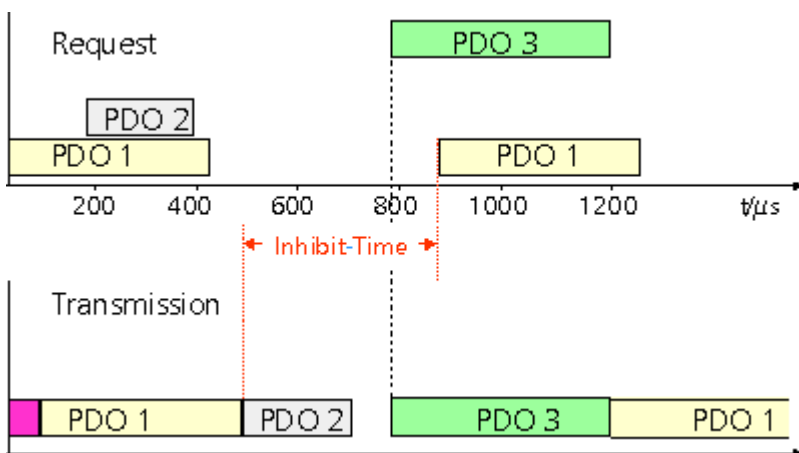 Request
PDO 3
PDO 2
PDO 1
PDO 1
200 400 600 800 1000 1200 t/µs
Inhibit-Time
Transmission
PDO 1 PDO 2 PDO 3 PDO 1